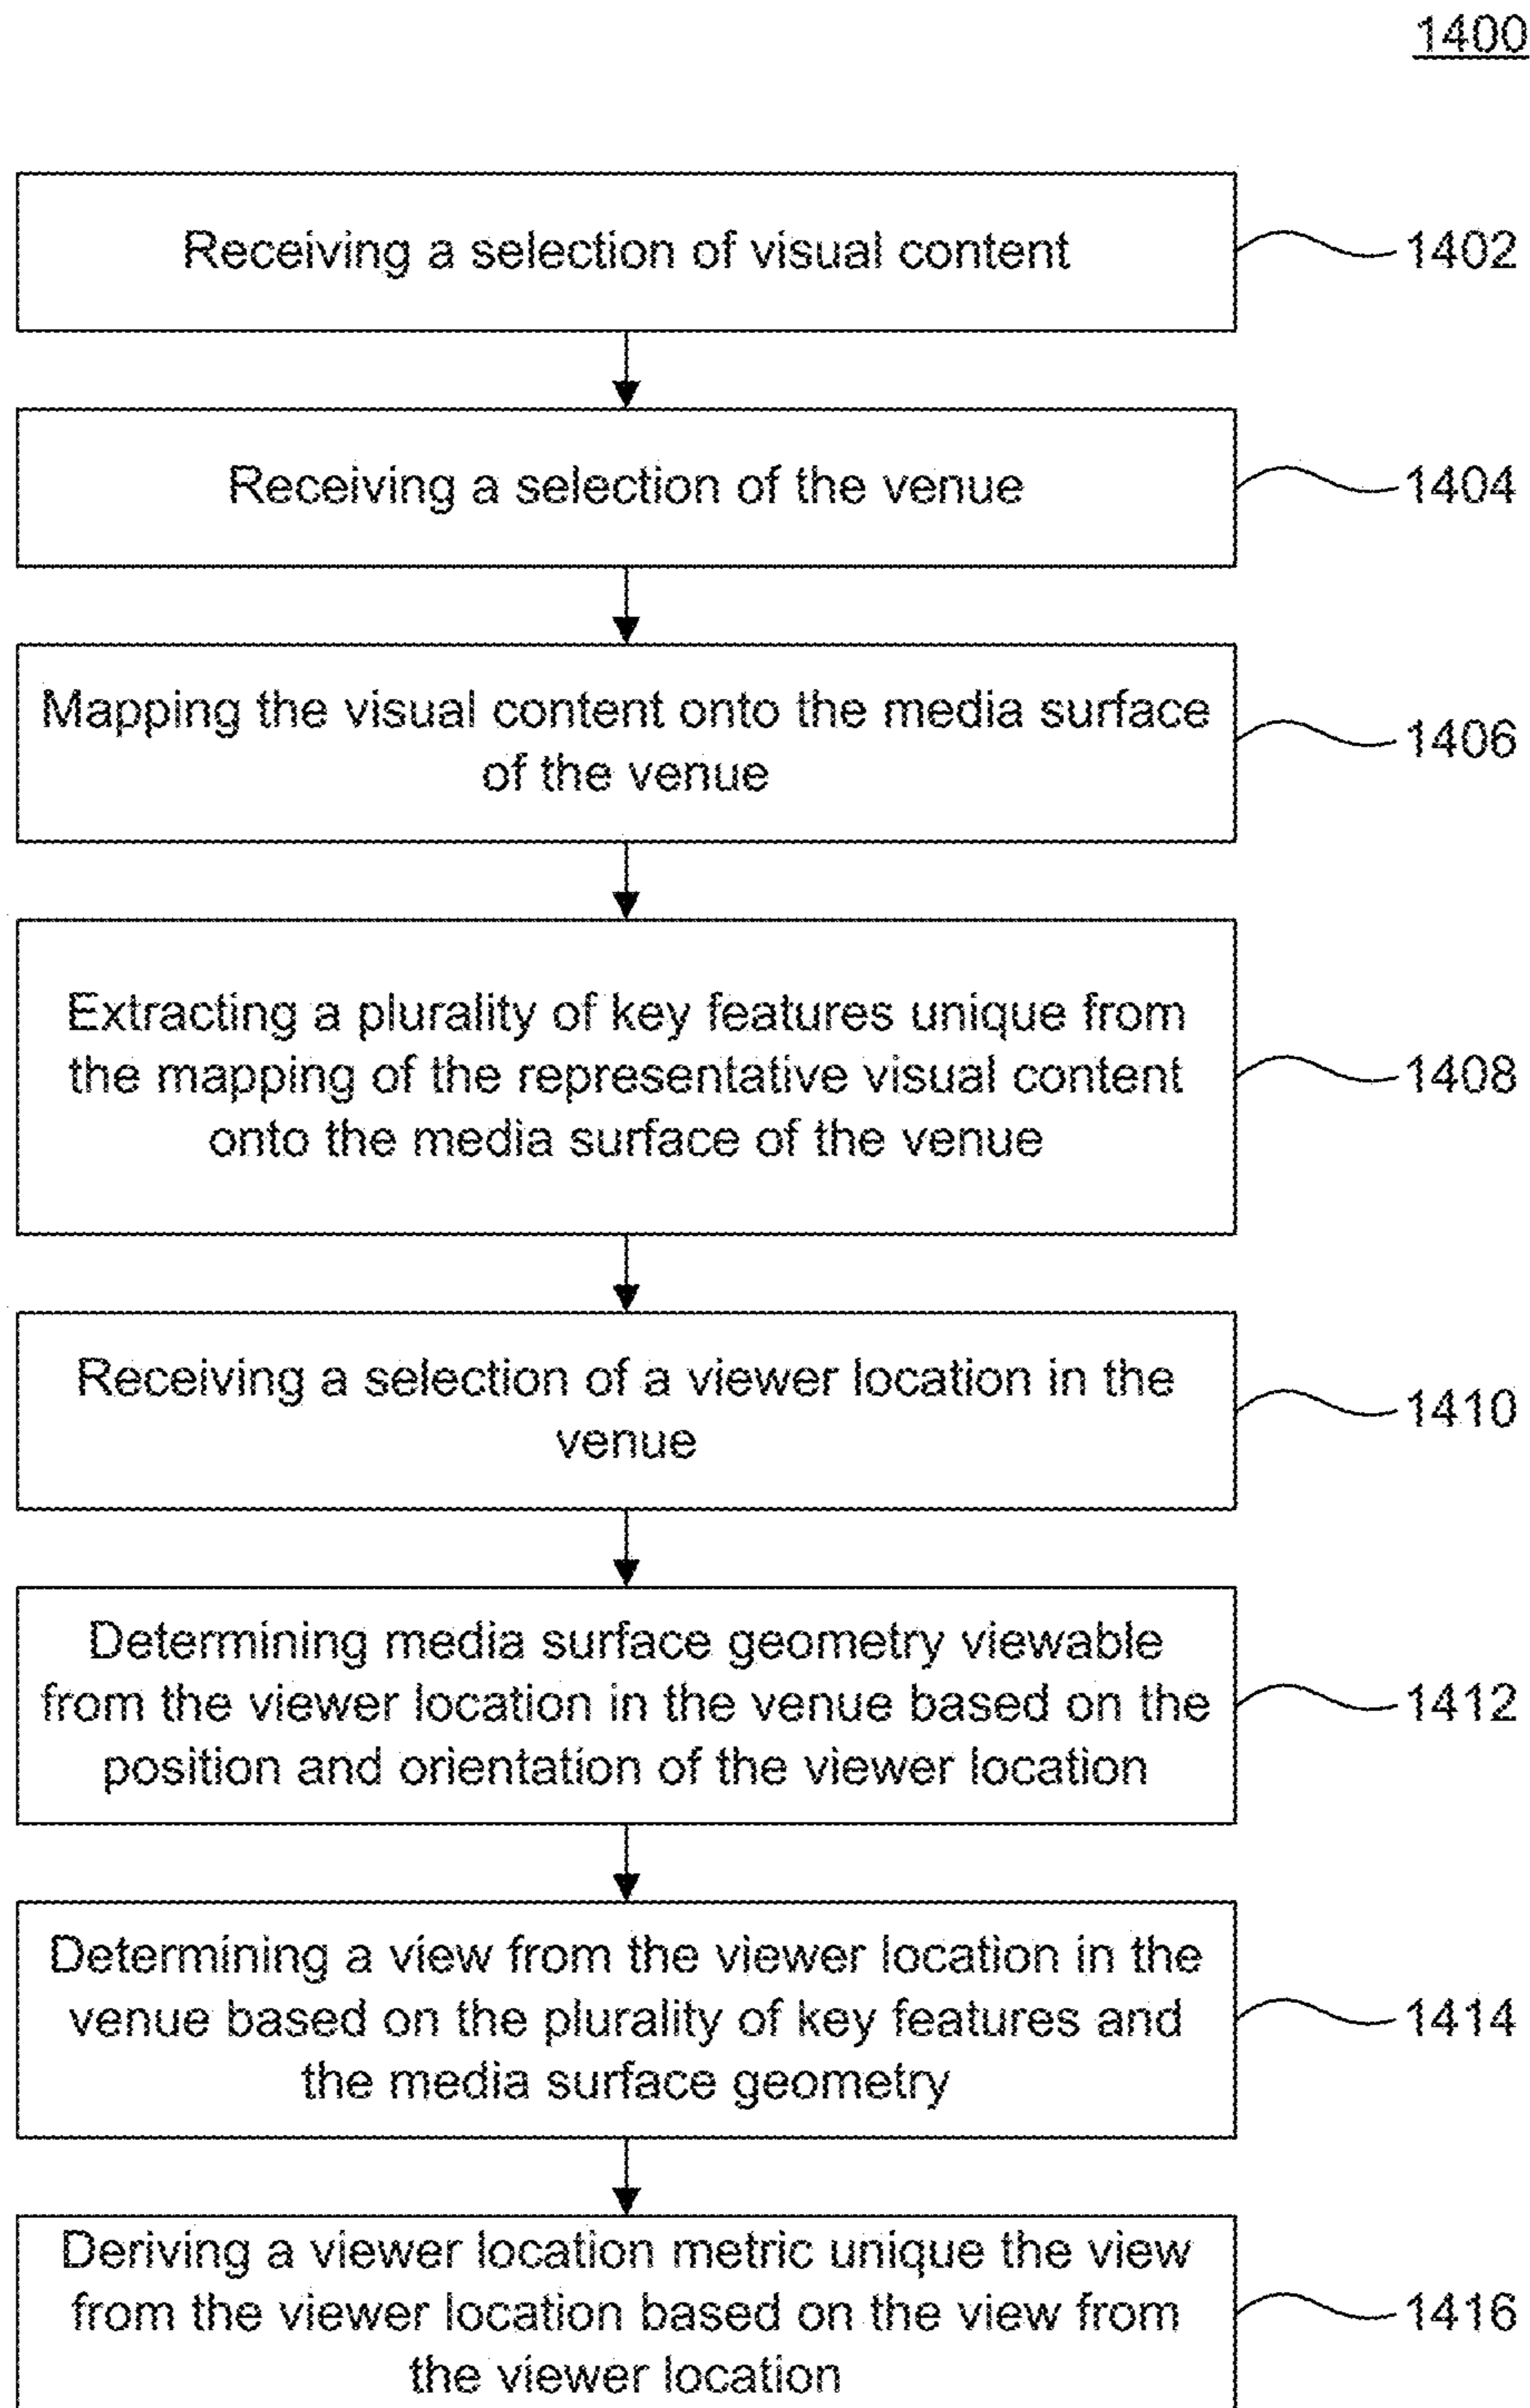 1400
Receiving a selection of visual content
1402
Receiving a selection of the venue
1404
Mapping the visual content onto the media surface
of the venue
1406
Extracting a plurality of key features unique from
the mapping of the representative visual content
onto the media surface of the venue
1408
Receiving a selection of a viewer location in the
venue
1410
Determining media surface geometry viewable
from the viewer location in the venue based on the
position and orientation of the viewer location
1412
Determining a view from the viewer location in the
venue based on the plurality of key features and
the media surface geometry
1414
Deriving a viewer location metric unique the view
from the viewer location based on the view from
the viewer location
1416